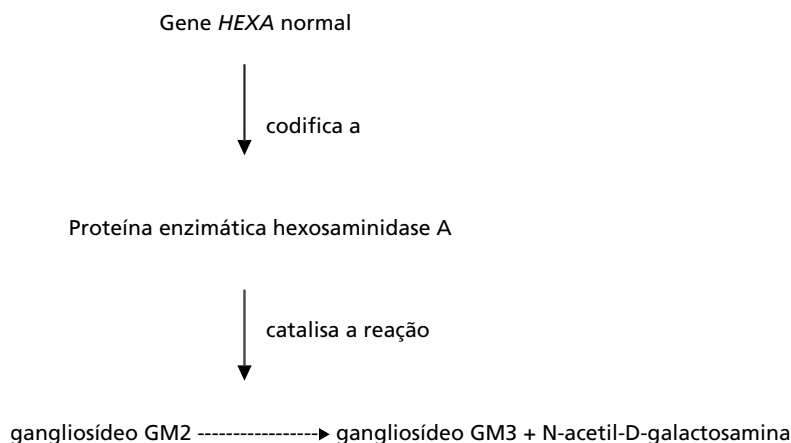 Gene HEXA normal
codifica a
Proteína enzimática hexosaminidase A
catalisa a reação
gangliosídeo GM2 -----------------▸ gangliosídeo GM3 + N-acetil-D-galactosamina